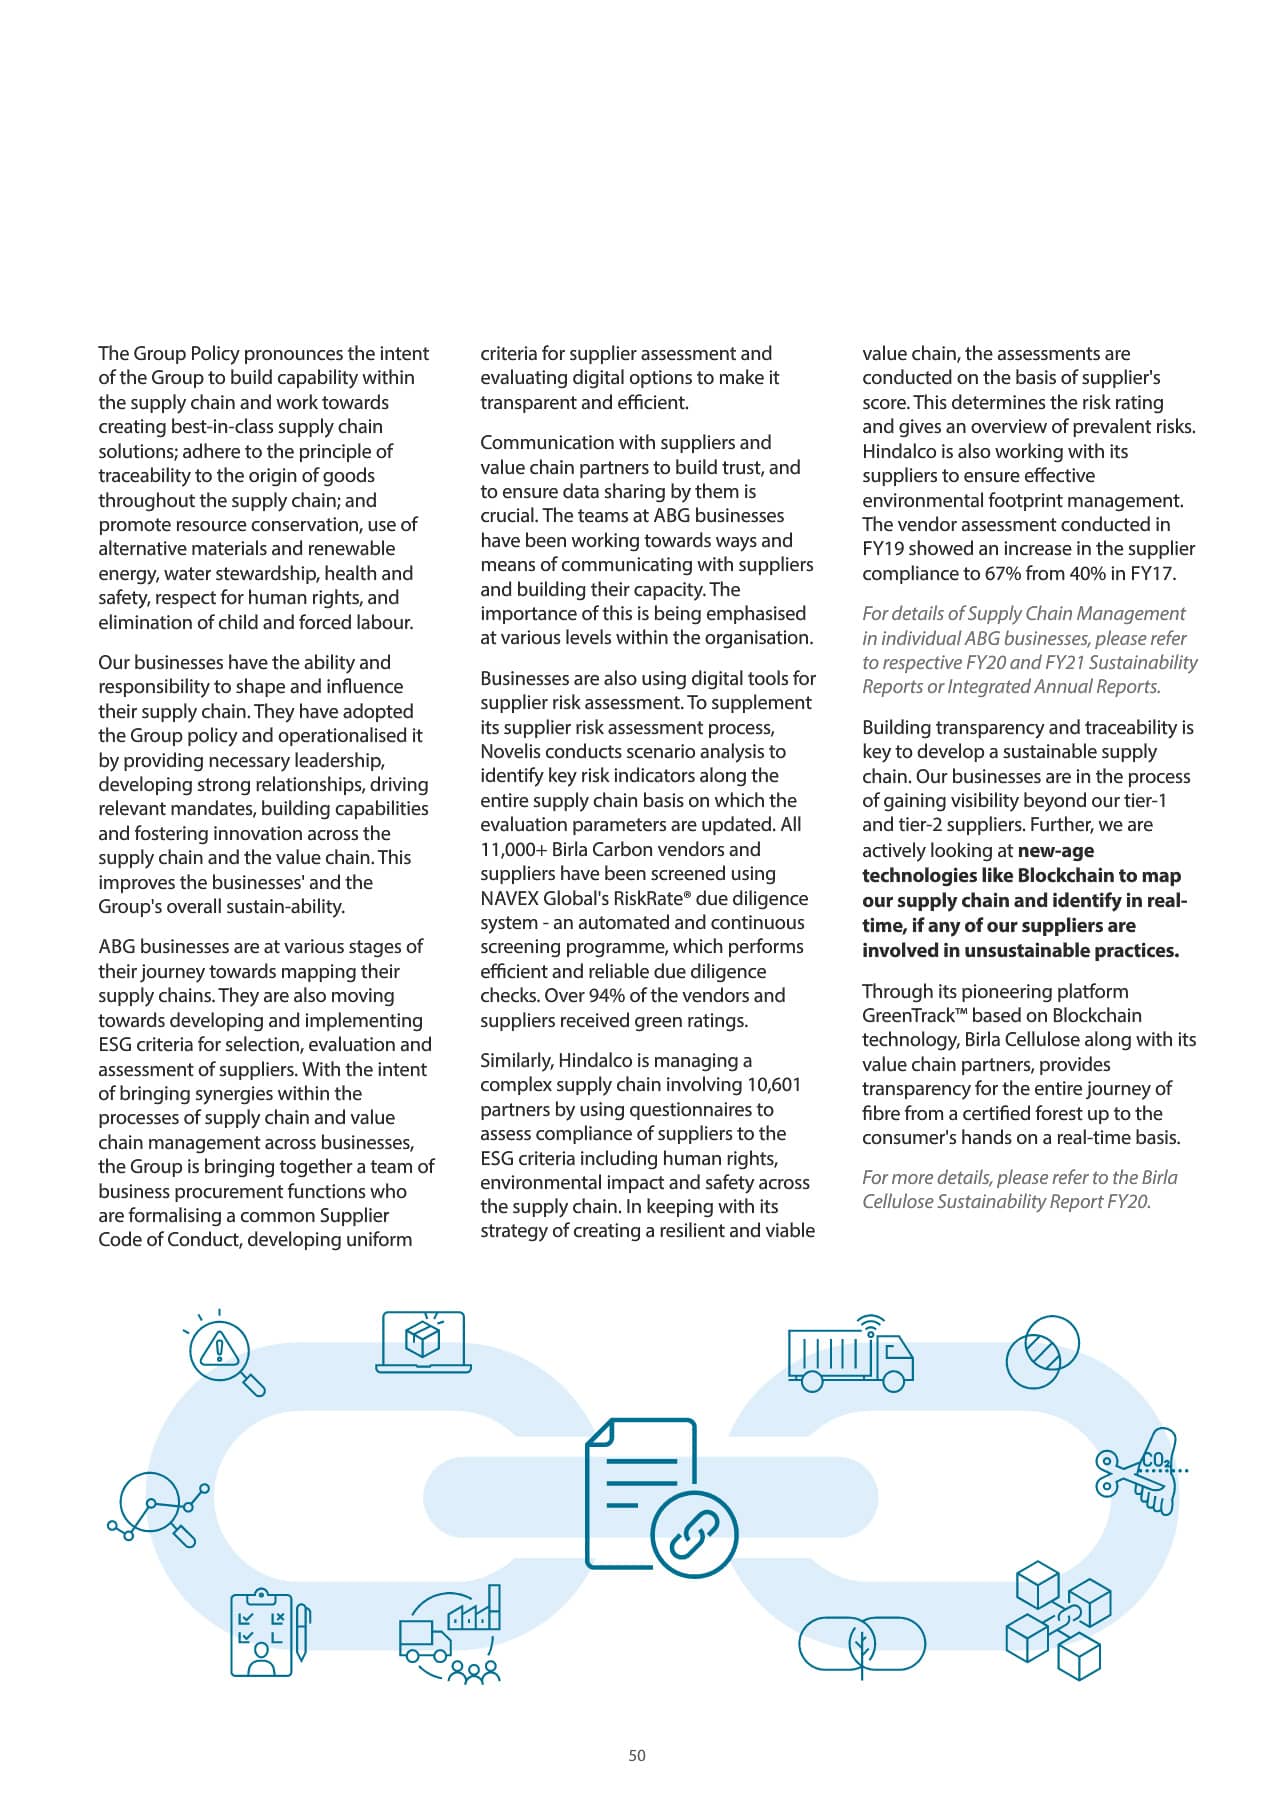 The Group Policy pronounces the intent
of the Group to build capability within
the supply chain and work towards
creating best-in-class supply chain
solutions; adhere to the principle of
traceability to the origin of goods
throughout the supply chain; and
promote resource conservation, use of
alternative materials and renewable
energy, water stewardship, health and
safety, respect for human rights, and
elimination of child and forced labour.
Our businesses have the ability and
responsibility to shape and influence
their supply chain. They have adopted
the Group policy and operationalised it
by providing necessary leadership,
developing strong relationships, driving
relevant mandates, building capabilities
and fostering innovation across the
supply chain and the value chain. This
improves the businesses' and the
Group's overall sustain-ability.
ABG businesses are at various stages of
their journey towards mapping their
supply chains. They are also moving
towards developing and implementing
ESG criteria for selection, evaluation and
assessment of suppliers. With the intent
of bringing synergies within the
processes of supply chain and value
chain management across businesses,
the Group is bringing together a team of
business procurement functions who
are formalising a common Supplier
Code of Conduct, developing uniform
criteria for supplier assessment and
evaluating digital options to make it
transparent and efficient.
Communication with suppliers and
value chain partners to build trust, and
to ensure data sharing by them is
crucial. The teams at ABG businesses
have been working towards ways and
means of communicating with suppliers
and building their capacity. The
importance of this is being emphasised
at various levels within the organisation.
Businesses are also using digital tools for
supplier risk assessment. To supplement
its supplier risk assessment process,
Novelis conducts scenario analysis to
identify key risk indicators along the
entire supply chain basis on which the
evaluation parameters are updated. All
11,000+ Birla Carbon vendors and
suppliers have been screened using
NAVEX Global's RiskRate® due diligence
system - an automated and continuous
screening programme, which performs
efficient and reliable due diligence
checks. Over 94% of the vendors and
suppliers received green ratings.
Similarly, Hindalco is managing a
complex supply chain involving 10,601
partners by using questionnaires to
assess compliance of suppliers to the
ESG criteria including human rights,
environmental impact and safety across
the supply chain. In keeping with its
strategy of creating a resilient and viable
value chain, the assessments are
conducted on the basis of supplier's
score. This determines the risk rating
and gives an overview of prevalent risks.
Hindalco is also working with its
suppliers to ensure effective
environmental footprint management.
The vendor assessment conducted in
FY19 showed an increase in the supplier
compliance to 67% from 40% in FY17.
For details of Supply Chain Management
in individual ABG businesses, please refer
to respective FY20 and FY21 Sustainability
Reports or Integrated Annual Reports.
Building transparency and traceability is
key to develop a sustainable supply
chain. Our businesses are in the process
of gaining visibility beyond our tier-1
and tier-2 suppliers. Further, we are
actively looking at new-age
technologies like Blockchain to map
our supply chain and identify in real-
time, if any of our suppliers are
involved in unsustainable practices.
Through its pioneering platform
GreenTrack™ based on Blockchain
technology, Birla Cellulose along with its
value chain partners, provides
transparency for the entire journey of
fibre from a certified forest up to the
consumer's hands on a real-time basis.
For more details, please refer to the Birla
Cellulose Sustainability Report FY20.
CO₂
50